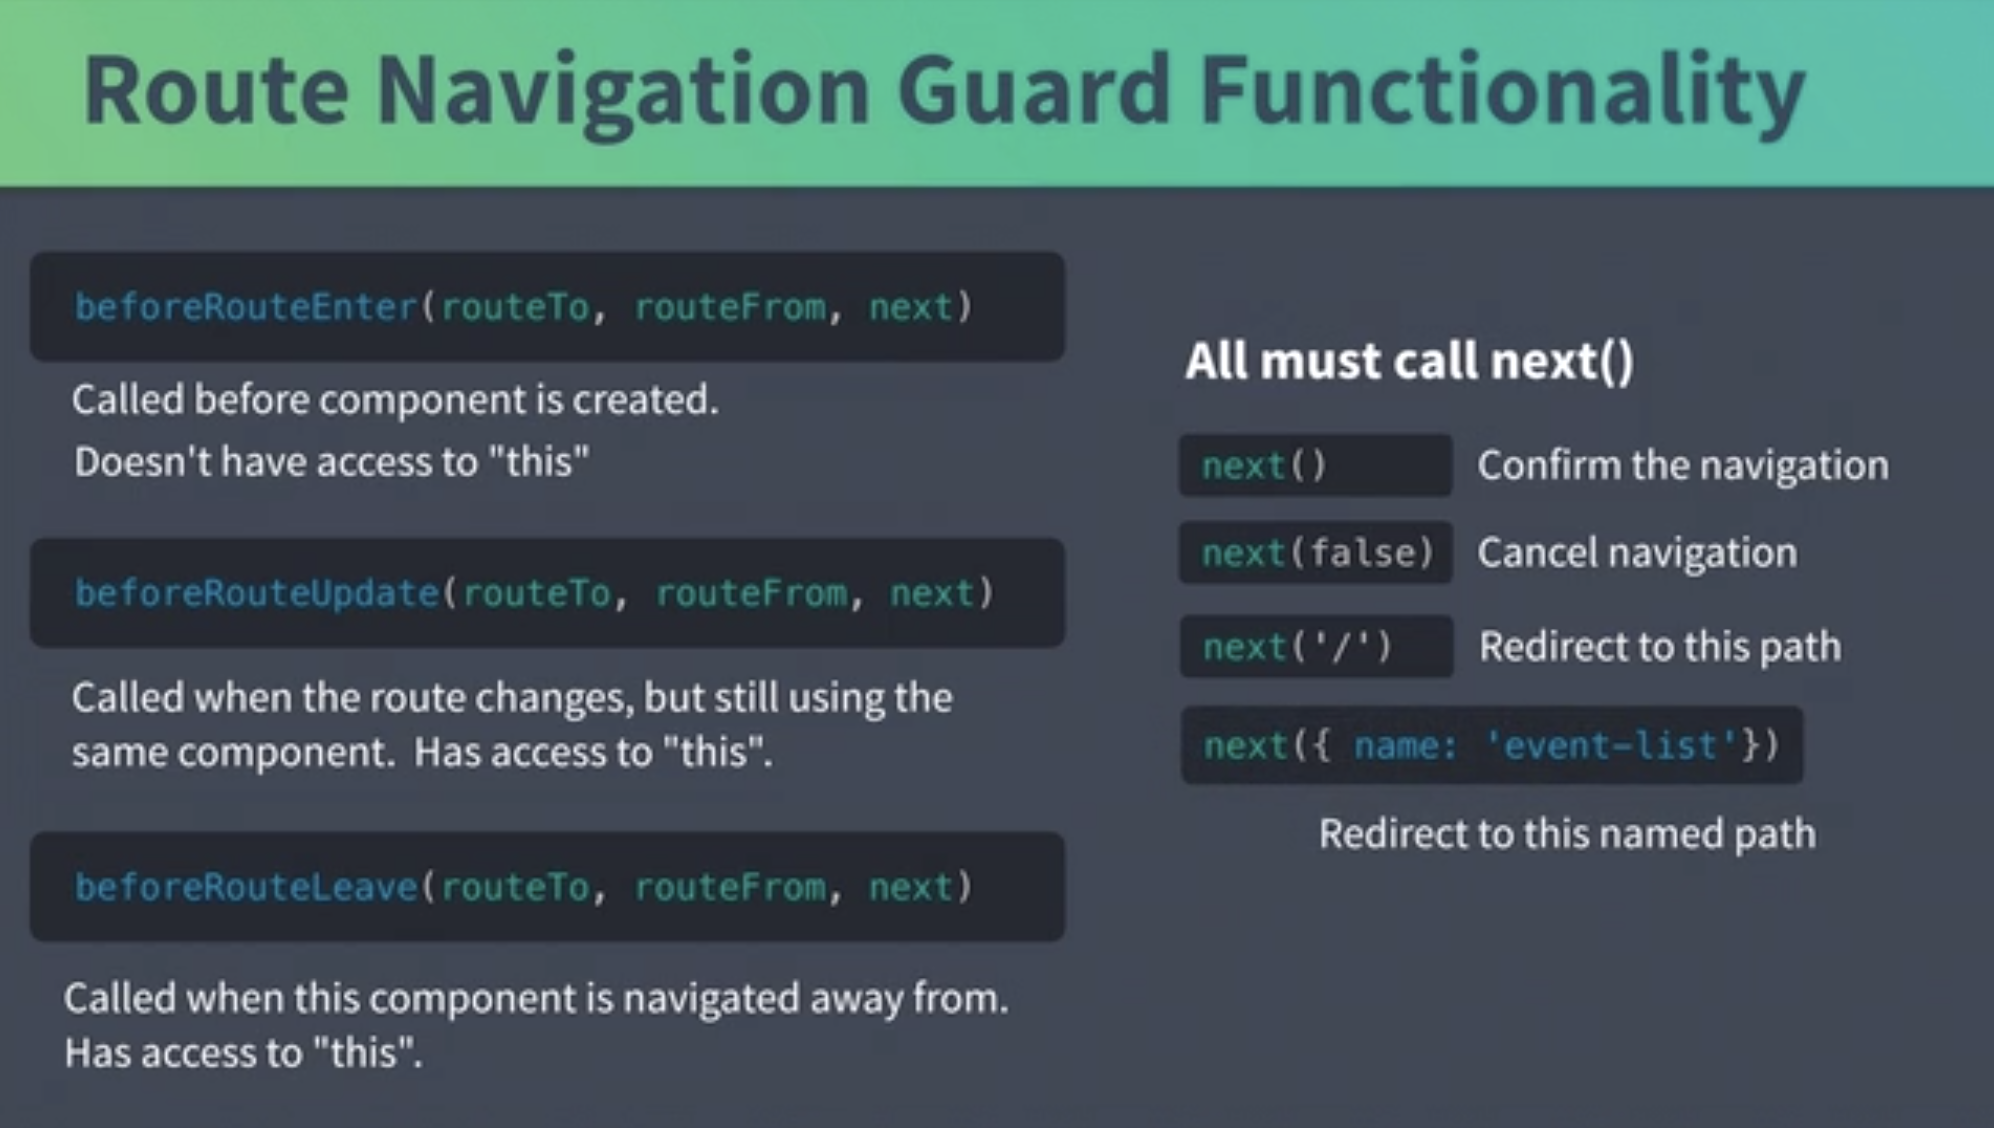 Route Navigation Guard Functionality
beforeRouteEnter(routeTo, routeFrom, next)
Called before component is created.
Doesn't have access to "this"
beforeRouteUpdate(routeTo, routeFrom, next)
Called when the route changes, but still using the
same component.  Has access to "this".
beforeRouteLeave(routeTo, routeFrom, next)
Called when this component is navigated away from.
Has access to "this".
All must call next()
next() Confirm the navigation
next(false) Cancel navigation
next('/') Redirect to this path
next({ name: 'event-list'})
Redirect to this named path